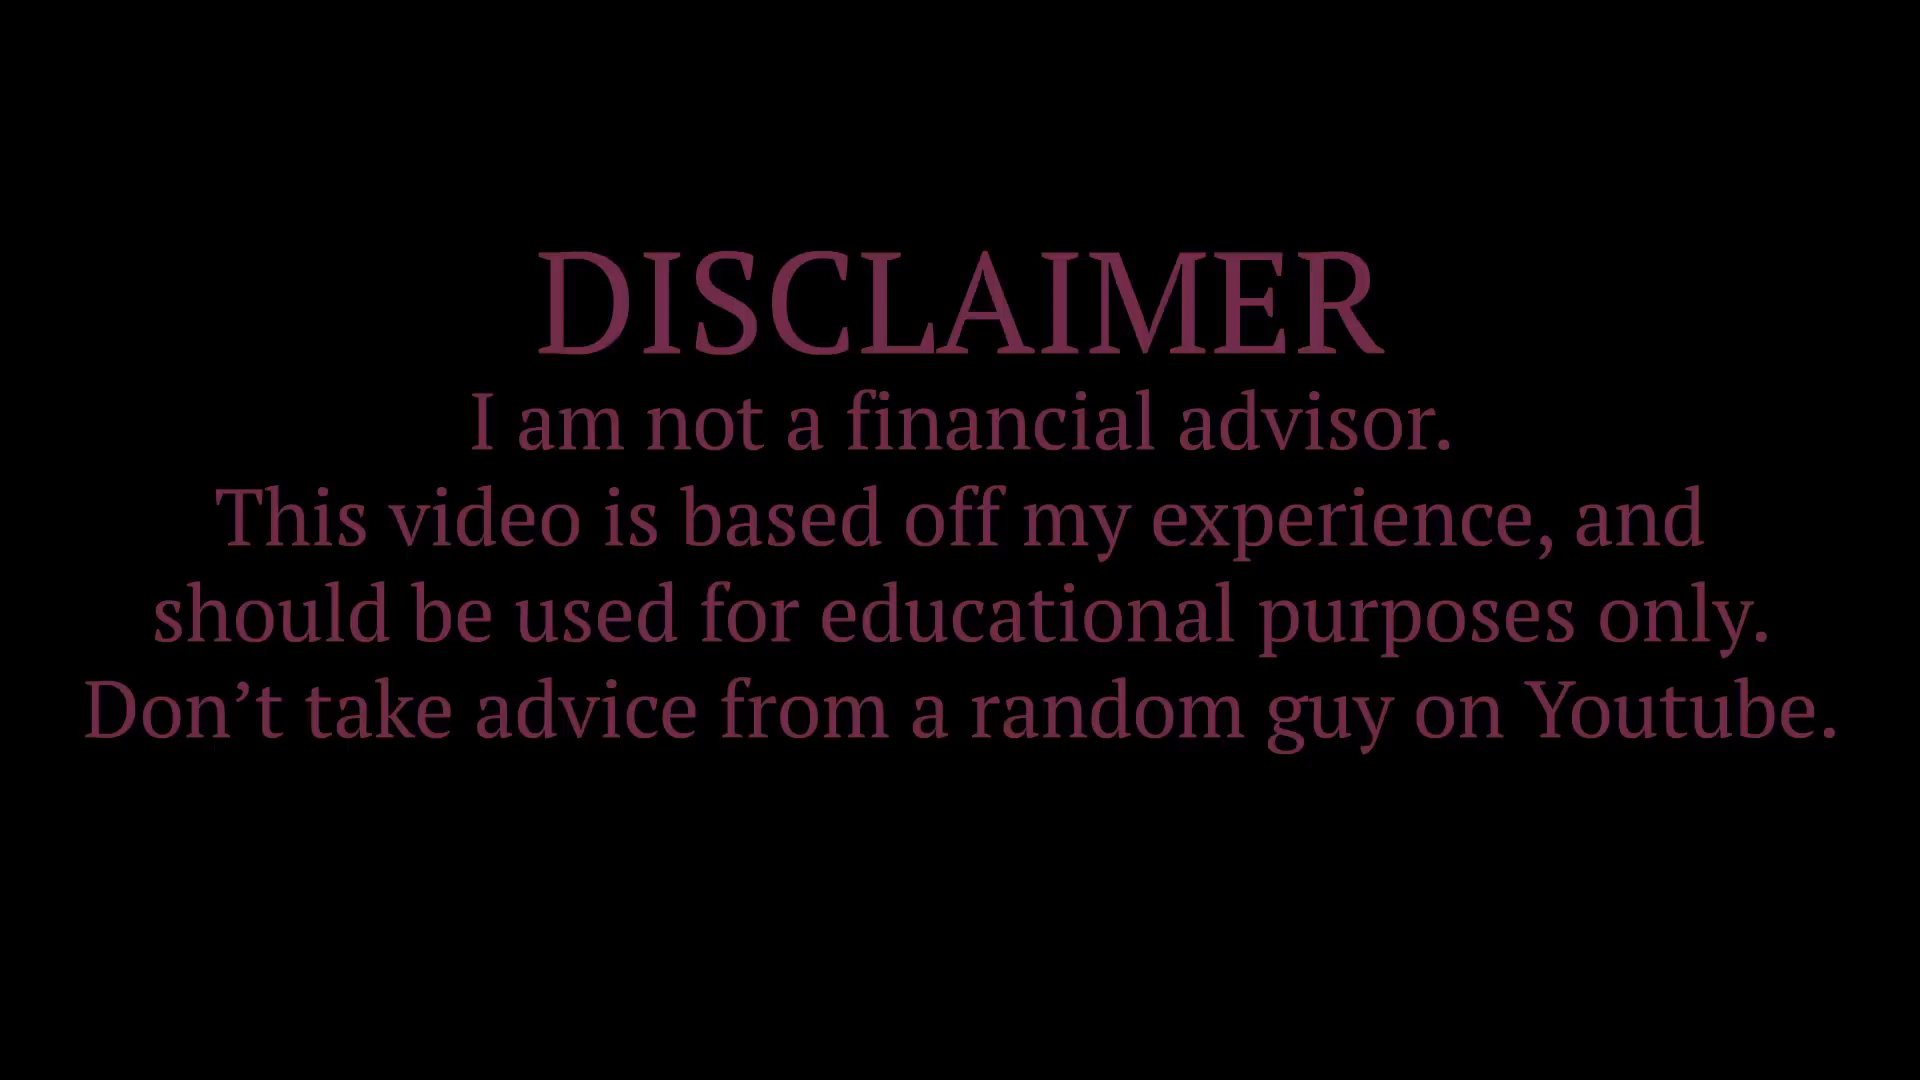 DISCLAIMER
I am not a financial advisor.
This video is based off my experience, and
should be used for educational purposes only.
Don’t take advice from a random guy on Youtube.